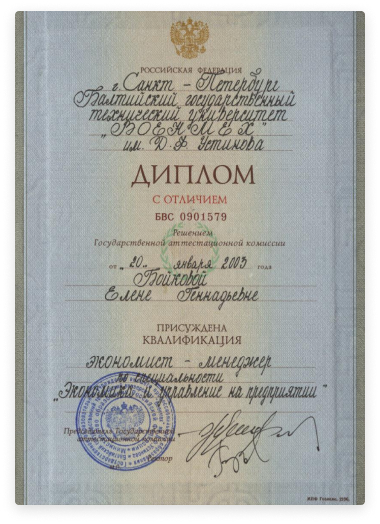 РОССИЙСКАЯ ФЕДЕРАЦИЯ
г. Санкт - Петербург
Балтийский государственный
технический университет
"ВОЕНМЕХ"
им. Д.Ф. Устинова
ДИПЛОМ
С ОТЛИЧИЕМ
БВС 0901579
Решением
Государственной аттестационной комиссии
от „20" января 2003 года
Бойковой
Елене Геннадьевне
ПРИСУЖДЕНА
КВАЛИФИКАЦИЯ
экономист - менеджер
по специальности
„Экономика и управление на предприятии"
Председатель Государственной
аттестационной комиссии
Ректор